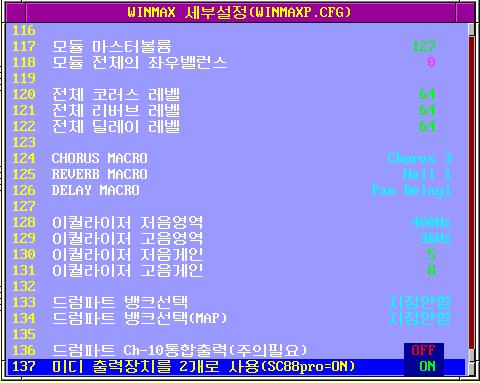 WINMAX 세부설정(WINMAXP.CFG)
116
117 모듈 마스터볼륨 127
118 모듈 전체의 좌우밸런스 0
119
120 전체 코러스 레벨 64
121 전체 리버브 레벨 64
122 전체 딜레이 레벨 64
123
124 CHORUS MACRO Chorus 3
125 REVERB MACRO Hall 1
126 DELAY MACRO Pan Delay1
127
128 이퀄라이저 저음영역 400Hz
129 이퀄라이저 고음영역 3kHz
130 이퀄라이저 저음게인 5
131 이퀄라이저 고음게인 8
132
133 드럼파트 뱅크선택 지정안함
134 드럼파트 뱅크선택(MAP) 지정안함
135
136 드럼파트 Ch-10통합출력(주의필요) OFF
137 미디 출력장치를 2개로 사용(SC88pro=ON) ON